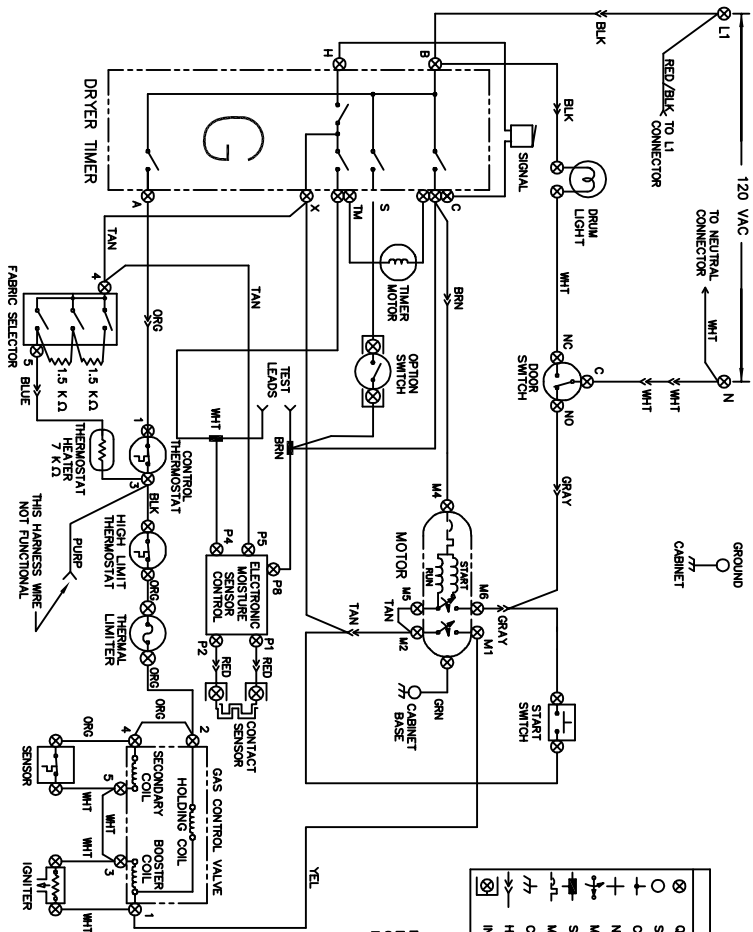 L1
N
120 VAC
BLK
RED/BLK TO L1
CONNECTOR
TO NEUTRAL
CONNECTOR
WHT
WHT
WHT
H
B
BLK
SIGNAL
DRUM
LIGHT
WHT
NC
C
DOOR
SWITCH
NO
GRAY
GROUND
CABINET
DRYER TIMER
G
A
X
TM
S
C
TIMER
MOTOR
BRN
TAN
4
FABRIC SELECTOR
5
1.5 K Ω
1.5 K Ω
BLUE
ORG
TAN
OPTION
SWITCH
TEST
LEADS
WHT
BRN
THERMOSTAT
HEATER
7 K Ω
1
CONTROL
THERMOSTAT
3
BLK
HIGH LIMIT
THERMOSTAT
ORG
THERMAL
LIMITER
ORG
PURP
THIS HARNESS WIRE
NOT FUNCTIONAL
P4
P5
P8
ELECTRONIC
MOISTURE
SENSOR
CONTROL
P2
P1
RED
RED
CONTACT
SENSOR
M4
MOTOR
START
RUN
M5
M6
TAN
M2
M1
TAN
GRAY
GRN
CABINET
BASE
START
SWITCH
ORG
2
4
ORG
SENSOR
WHT
5
SECONDARY
COIL
HOLDING COIL
GAS CONTROL VALVE
WHT
3
BOOSTER
COIL
1
WHT
IGNITER
WHT
YEL
Q
S
C
N
M
S
M
C
H
IN